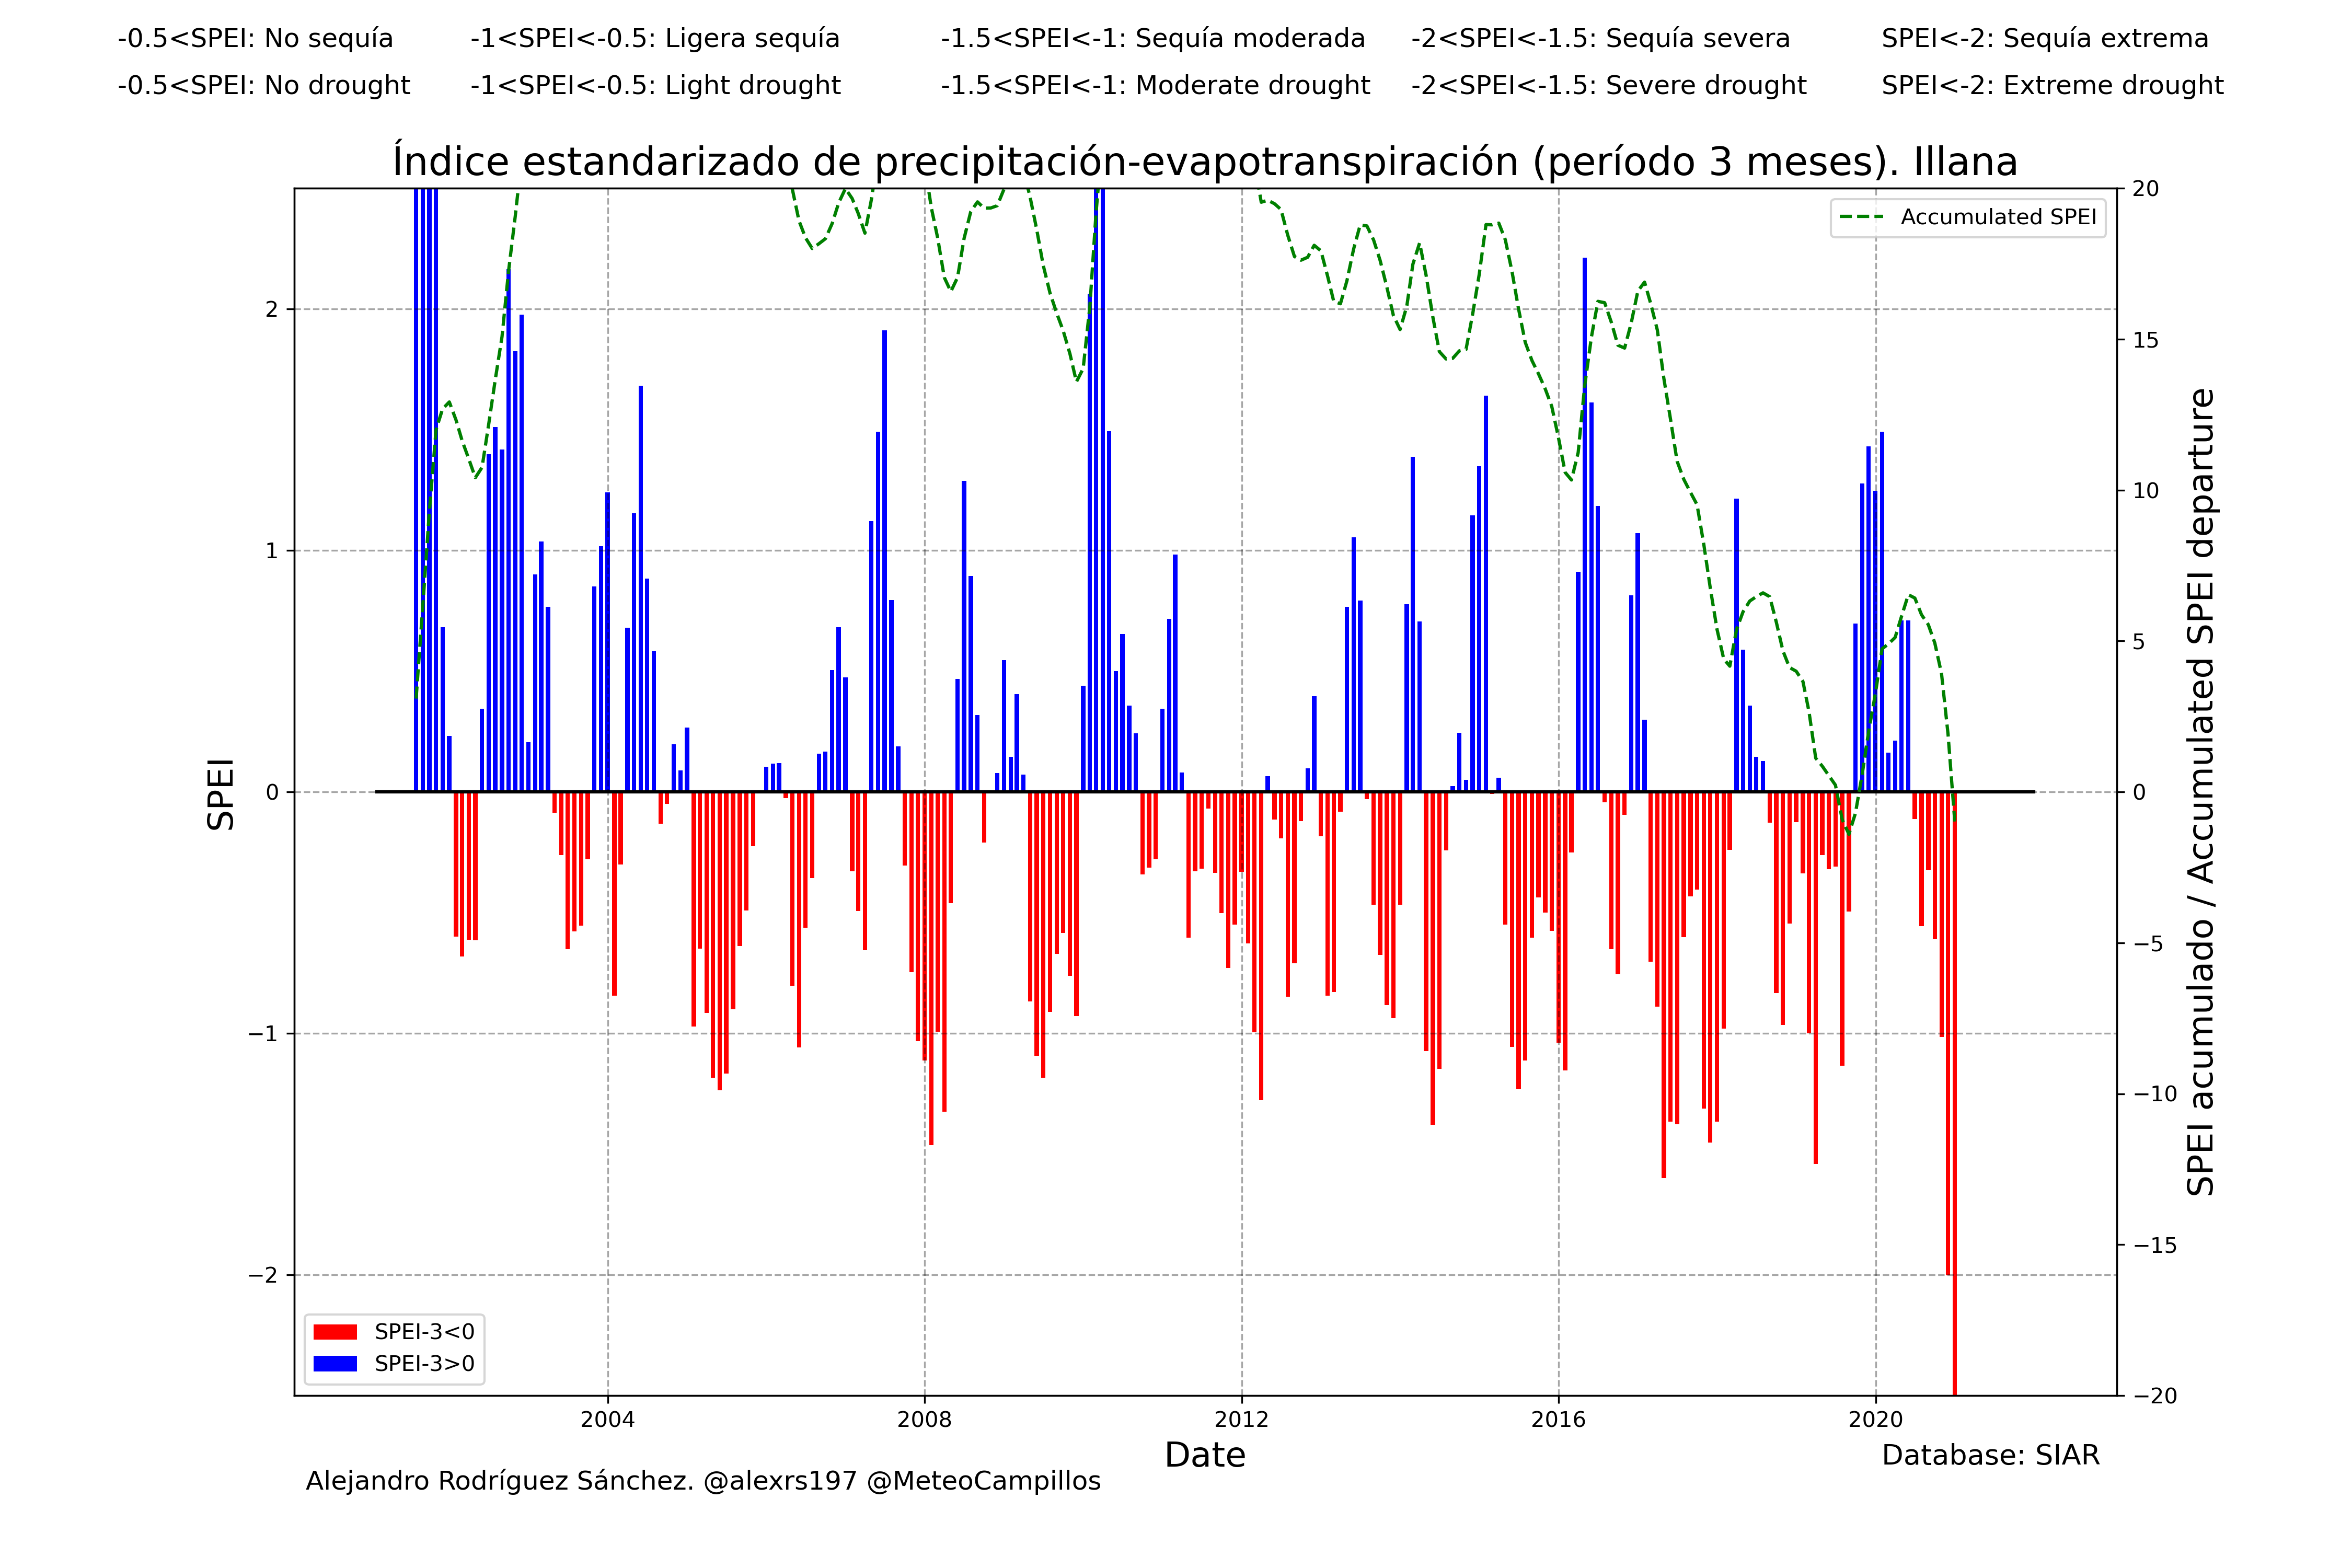 -0.5<SPEI: No sequía -1<SPEI<-0.5: Ligera sequía -1.5<SPEI<-1: Sequía moderada -2<SPEI<-1.5: Sequía severa SPEI<-2: Sequía extrema
-0.5<SPEI: No drought -1<SPEI<-0.5: Light drought -1.5<SPEI<-1: Moderate drought -2<SPEI<-1.5: Severe drought SPEI<-2: Extreme drought
Índice estandarizado de precipitación-evapotranspiración (período 3 meses). Illana
Accumulated SPEI
SPEI
2
1
0
−1
−2
20
15
10
5
0
−5
−10
−15
−20
SPEI acumulado / Accumulated SPEI departure
SPEI-3<0
SPEI-3>0
2004 2008 2012 2016 2020
Date
Database: SIAR
Alejandro Rodríguez Sánchez. @alexrs197 @MeteoCampillos